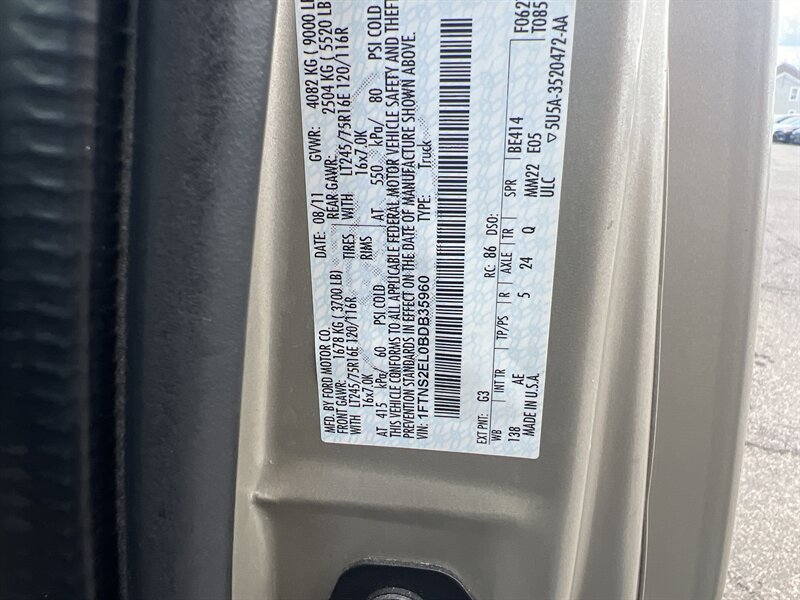 MFD. BY FORD MOTOR CO.
DATE: 08/11 GVWR: 4082 KG ( 9000 LB
FRONT GAWR: 1678 KG ( 3700 LB) REAR GAWR: 2504 KG ( 5520 LB
WITH LT245/75R16E 120/116R TIRES WITH LT245/75R16E 120/116R
16x7.0K RIMS 16x7.0K
AT 415 kPa/ 60 PSI COLD AT 550 kPa/ 80 PSI COLD
THIS VEHICLE CONFORMS TO ALL APPLICABLE FEDERAL MOTOR VEHICLE SAFETY AND THEFT
PREVENTION STANDARDS IN EFFECT ON THE DATE OF MANUFACTURE SHOWN ABOVE.
VIN: 1FTNS2EL0BDB35960 TYPE: Truck
EXT PNT: G3 RC: 86 DSO: F062
WB INT TR TP/PS R AXLE TR SPR BE414 T085
138 AE 5 24 Q MM22 E05
MADE IN U.S.A. ULC ▽5U5A-3520472-AA